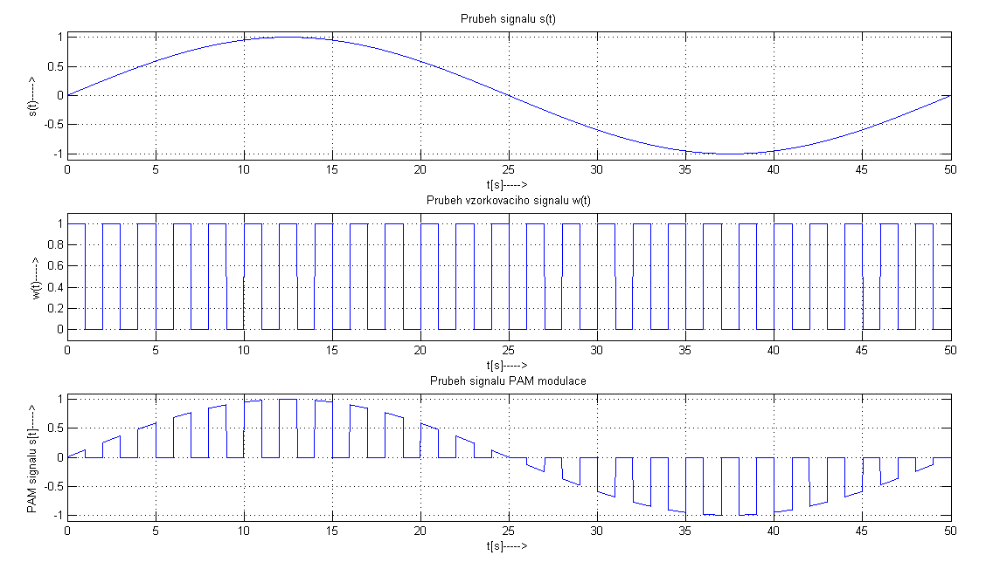 Prubeh signalu s(t)
s(t)----->
1
0.5
0
-0.5
-1
0 5 10 15 20 25 30 35 40 45 50
t[s]----->
Prubeh vzorkovaciho signalu w(t)
w(t)----->
1
0.8
0.6
0.4
0.2
0
0 5 10 15 20 25 30 35 40 45 50
t[s]----->
Prubeh signalu PAM modulace
PAM signalu s[t]----->
1
0.5
0
-0.5
-1
0 5 10 15 20 25 30 35 40 45 50
t[s]----->